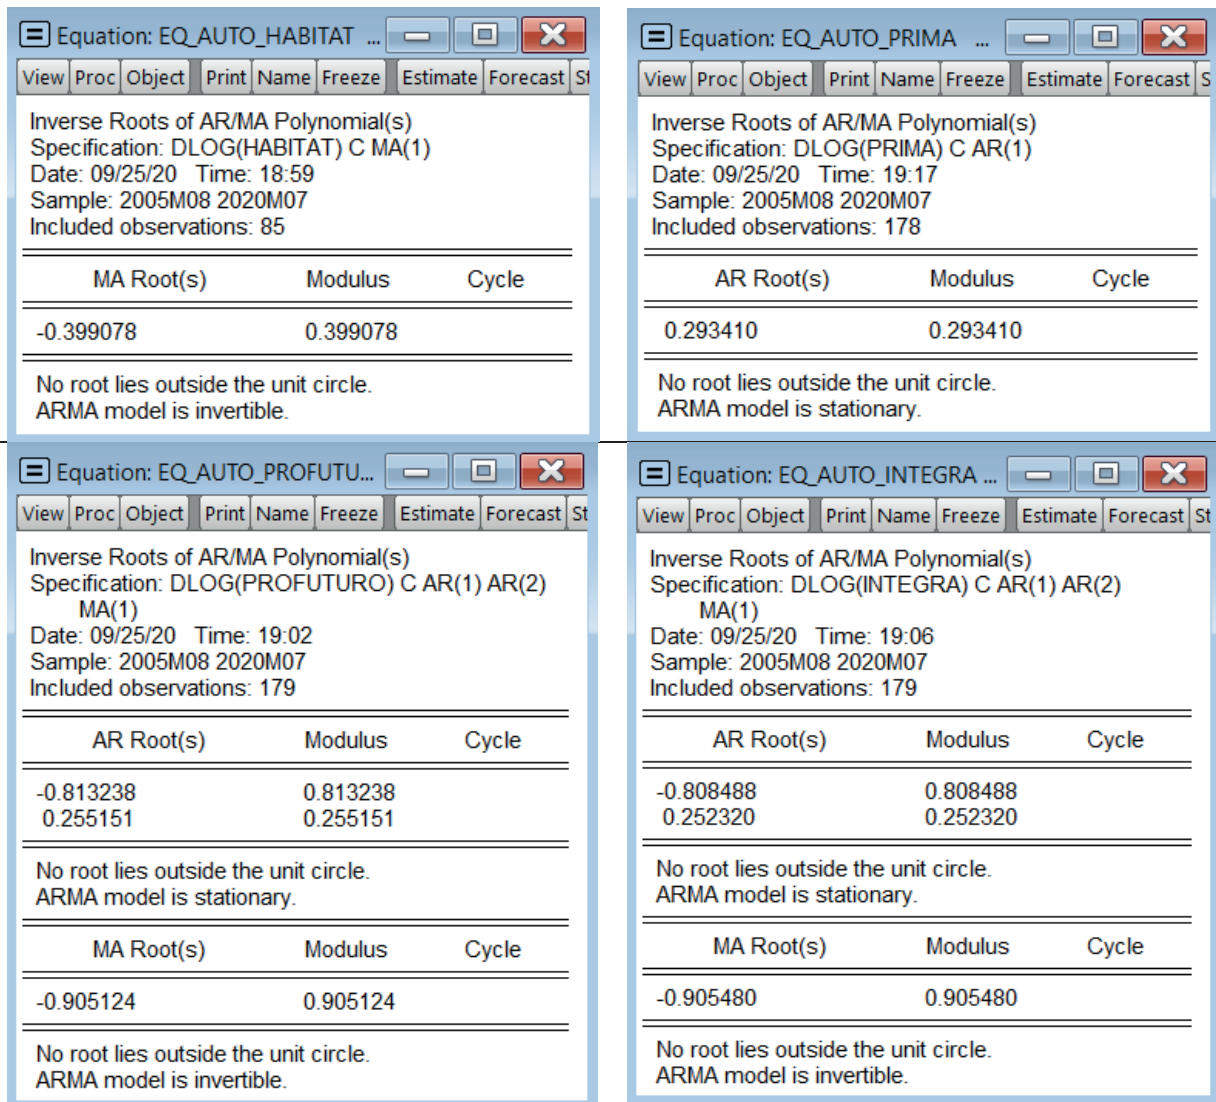 Equation: EQ_AUTO_HABITAT ...
View Proc Object Print Name Freeze Estimate Forecast St
Inverse Roots of AR/MA Polynomial(s)
Specification: DLOG(HABITAT) C MA(1)
Date: 09/25/20 Time: 18:59
Sample: 2005M08 2020M07
Included observations: 85
MA Root(s) Modulus Cycle
-0.399078 0.399078
No root lies outside the unit circle.
ARMA model is invertible.
Equation: EQ_AUTO_PRIMA ...
View Proc Object Print Name Freeze Estimate Forecast S
Inverse Roots of AR/MA Polynomial(s)
Specification: DLOG(PRIMA) C AR(1)
Date: 09/25/20 Time: 19:17
Sample: 2005M08 2020M07
Included observations: 178
AR Root(s) Modulus Cycle
0.293410 0.293410
No root lies outside the unit circle.
ARMA model is stationary.
Equation: EQ_AUTO_PROFUTU...
View Proc Object Print Name Freeze Estimate Forecast St
Inverse Roots of AR/MA Polynomial(s)
Specification: DLOG(PROFUTURO) C AR(1) AR(2)
MA(1)
Date: 09/25/20 Time: 19:02
Sample: 2005M08 2020M07
Included observations: 179
AR Root(s) Modulus Cycle
-0.813238 0.813238
0.255151 0.255151
No root lies outside the unit circle.
ARMA model is stationary.
MA Root(s) Modulus Cycle
-0.905124 0.905124
No root lies outside the unit circle.
ARMA model is invertible.
Equation: EQ_AUTO_INTEGRA ...
View Proc Object Print Name Freeze Estimate Forecast St
Inverse Roots of AR/MA Polynomial(s)
Specification: DLOG(INTEGRA) C AR(1) AR(2)
MA(1)
Date: 09/25/20 Time: 19:06
Sample: 2005M08 2020M07
Included observations: 179
AR Root(s) Modulus Cycle
-0.808488 0.808488
0.252320 0.252320
No root lies outside the unit circle.
ARMA model is stationary.
MA Root(s) Modulus Cycle
-0.905480 0.905480
No root lies outside the unit circle.
ARMA model is invertible.